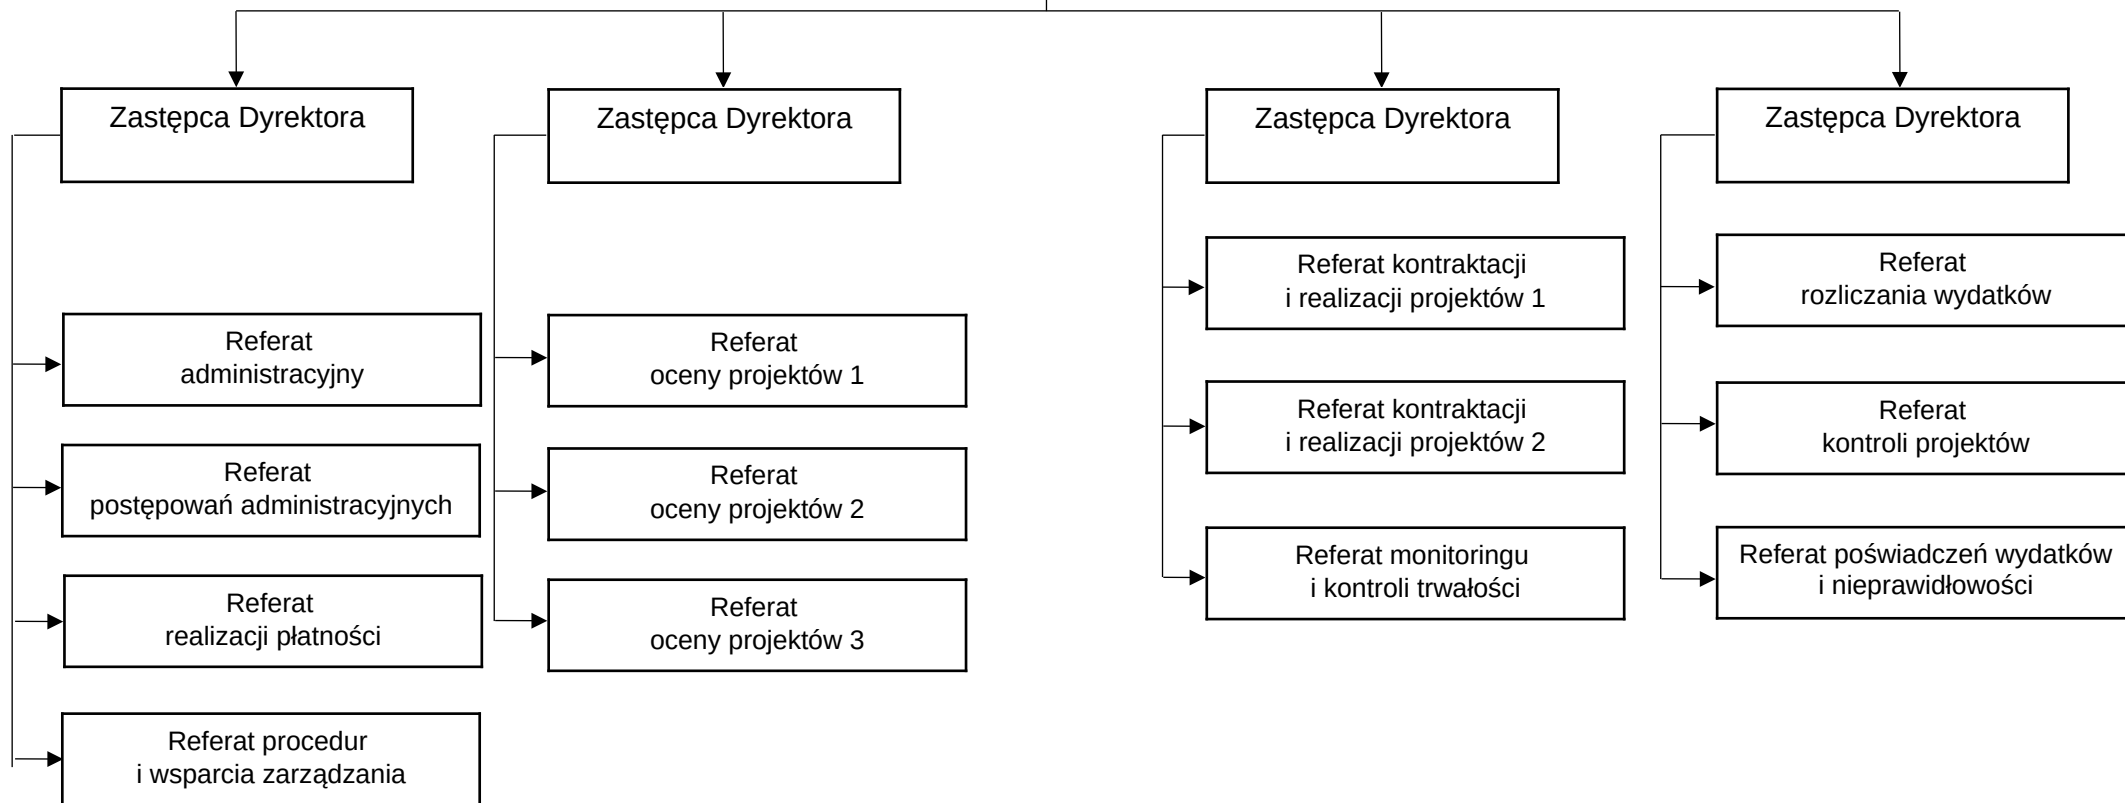 Zastępca Dyrektora
Zastępca Dyrektora
Zastępca Dyrektora
Zastępca Dyrektora
Referat
administracyjny
Referat
postępowań administracyjnych
Referat
realizacji płatności
Referat procedur
i wsparcia zarządzania
Referat
oceny projektów 1
Referat
oceny projektów 2
Referat
oceny projektów 3
Referat kontraktacji
i realizacji projektów 1
Referat kontraktacji
i realizacji projektów 2
Referat monitoringu
i kontroli trwałości
Referat
rozliczania wydatków
Referat
kontroli projektów
Referat poświadczeń wydatków
i nieprawidłowości